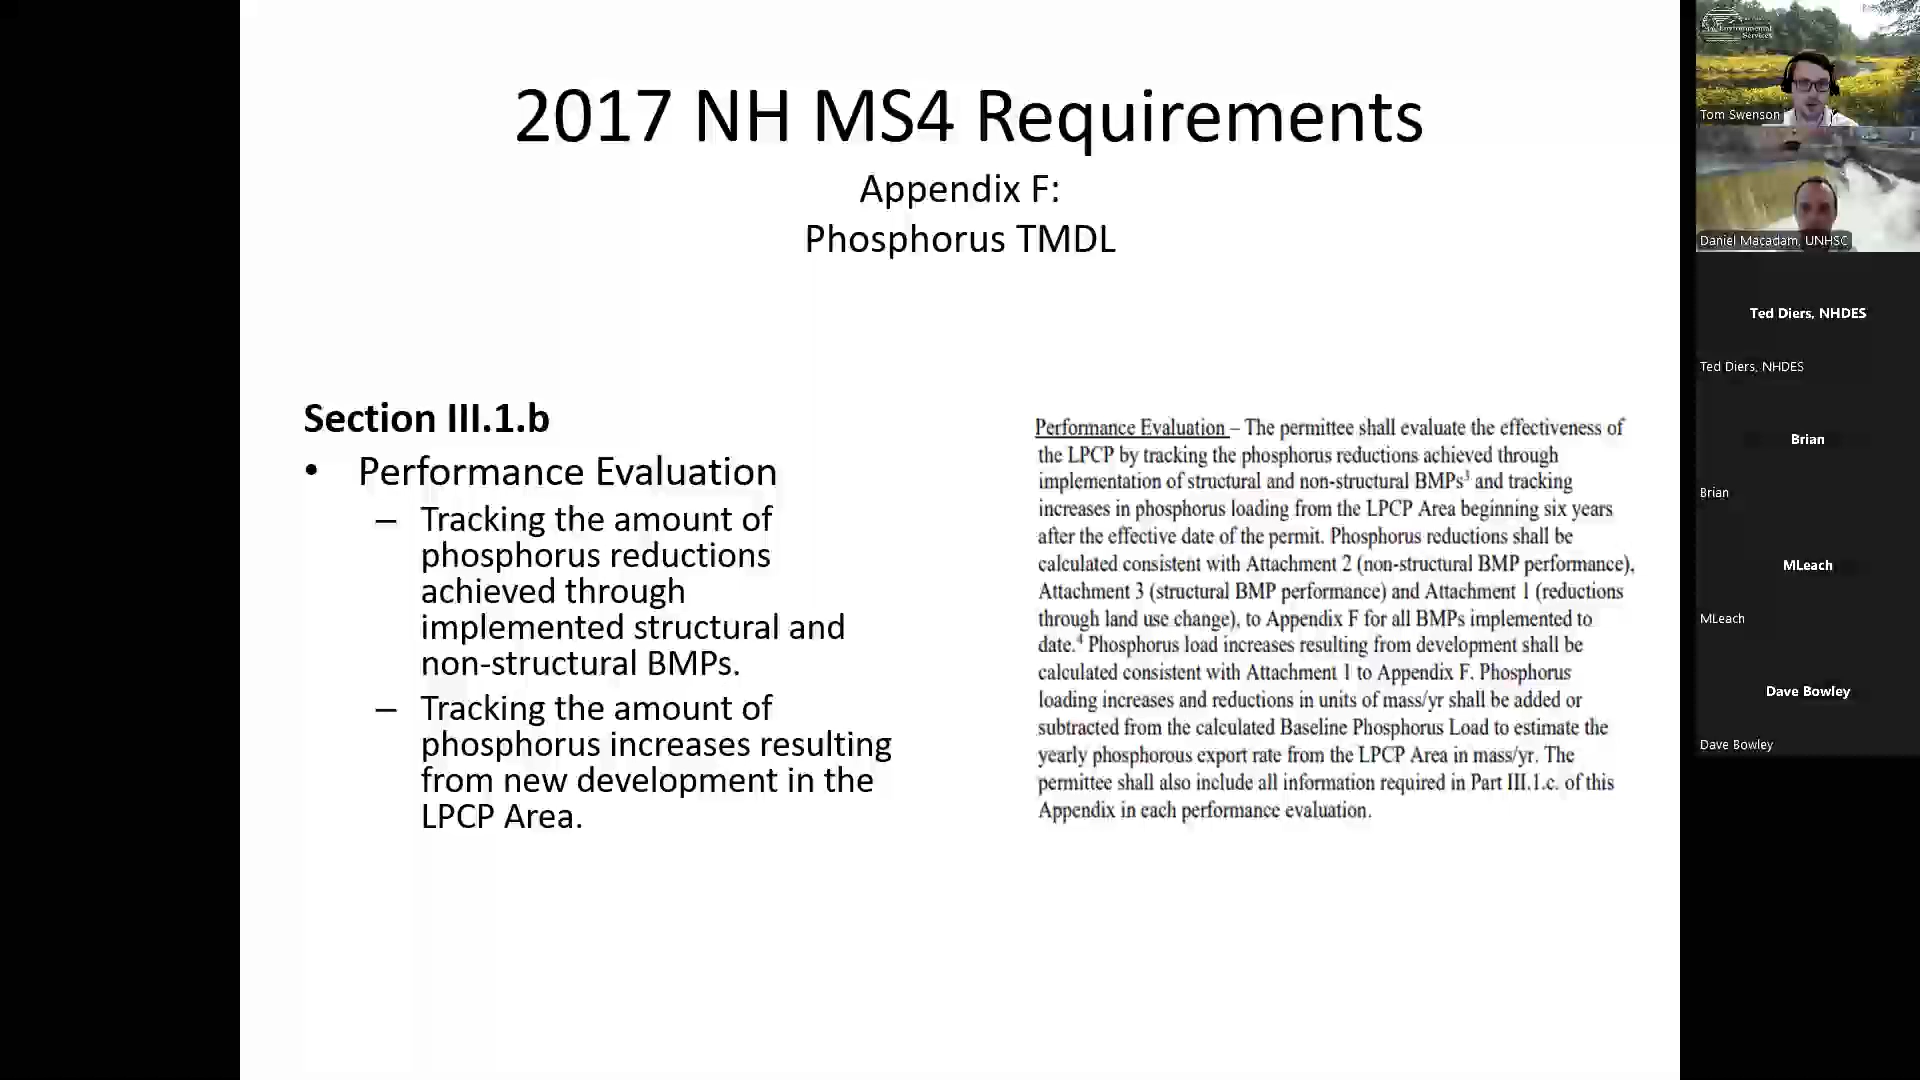 2017 NH MS4 Requirements
Appendix F:
Phosphorus TMDL
Section III.1.b
• Performance Evaluation
– Tracking the amount of
phosphorus reductions
achieved through
implemented structural and
non-structural BMPs.
– Tracking the amount of
phosphorus increases resulting
from new development in the
LPCP Area.
Performance Evaluation – The permittee shall evaluate the effectiveness of
the LPCP by tracking the phosphorus reductions achieved through
implementation of structural and non-structural BMPs³ and tracking
increases in phosphorus loading from the LPCP Area beginning six years
after the effective date of the permit. Phosphorus reductions shall be
calculated consistent with Attachment 2 (non-structural BMP performance),
Attachment 3 (structural BMP performance) and Attachment 1 (reductions
through land use change), to Appendix F for all BMPs implemented to
date.⁴ Phosphorus load increases resulting from development shall be
calculated consistent with Attachment 1 to Appendix F. Phosphorus
loading increases and reductions in units of mass/yr shall be added or
subtracted from the calculated Baseline Phosphorus Load to estimate the
yearly phosphorous export rate from the LPCP Area in mass/yr. The
permittee shall also include all information required in Part III.1.c. of this
Appendix in each performance evaluation.
Environmental
Services
Tom Swenson
Daniel Macadam, UNHSC
Ted Diers, NHDES
Ted Diers, NHDES
Brian
Brian
MLeach
MLeach
Dave Bowley
Dave Bowley